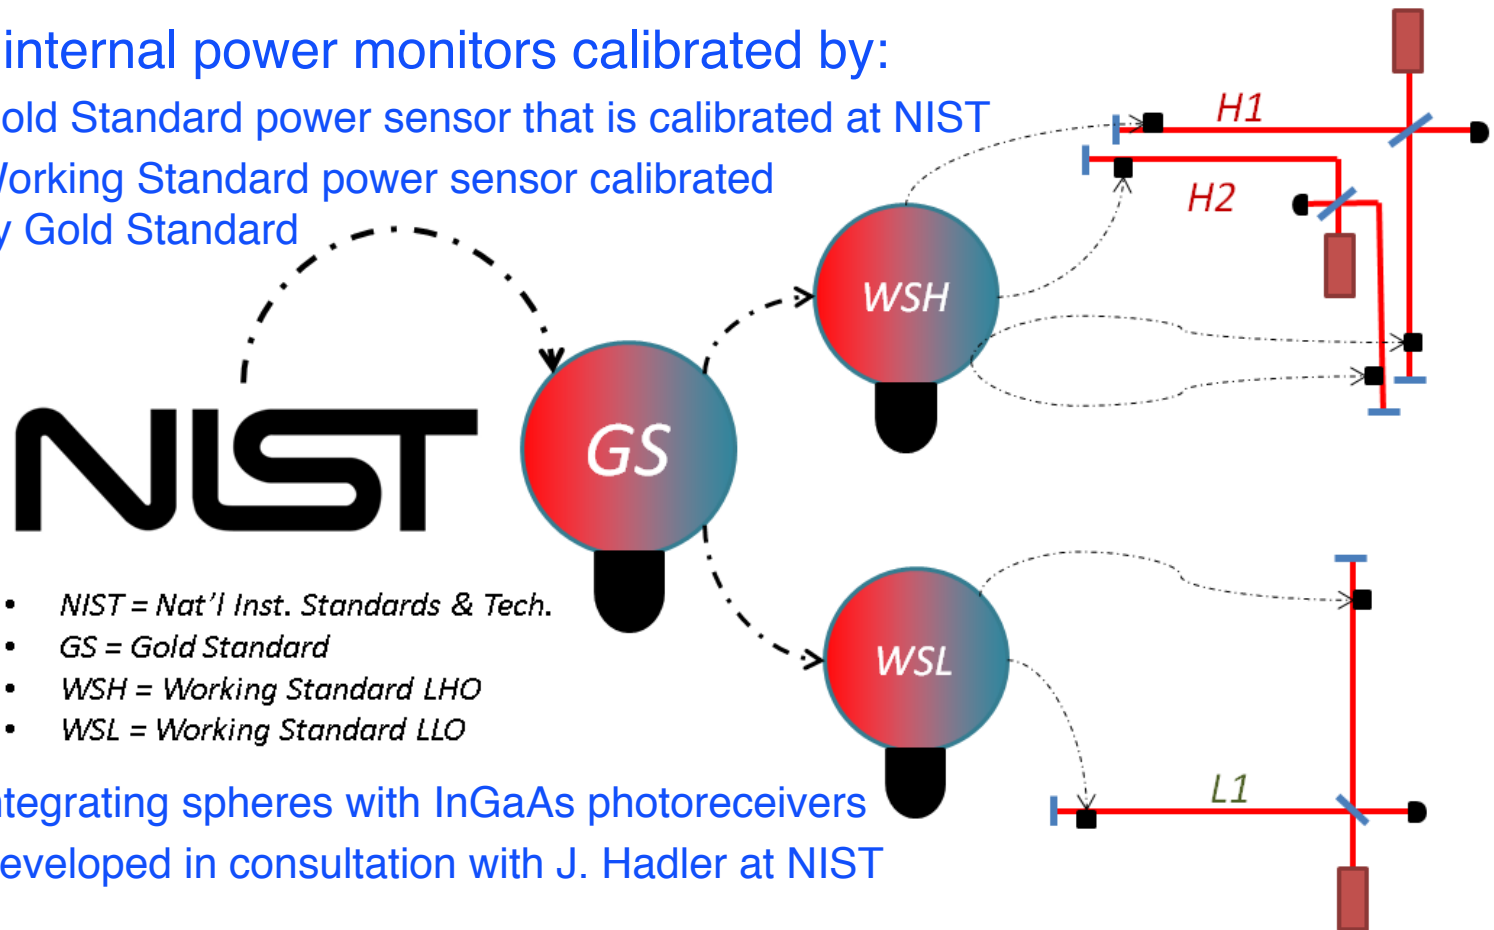 internal power monitors calibrated by:
old Standard power sensor that is calibrated at NIST
Working Standard power sensor calibrated
y Gold Standard
H1
H2
WSH
GS
NIST
• NIST = Nat'l Inst. Standards & Tech.
• GS = Gold Standard
• WSH = Working Standard LHO
• WSL = Working Standard LLO
WSL
L1
ntegrating spheres with InGaAs photoreceivers
eveloped in consultation with J. Hadler at NIST